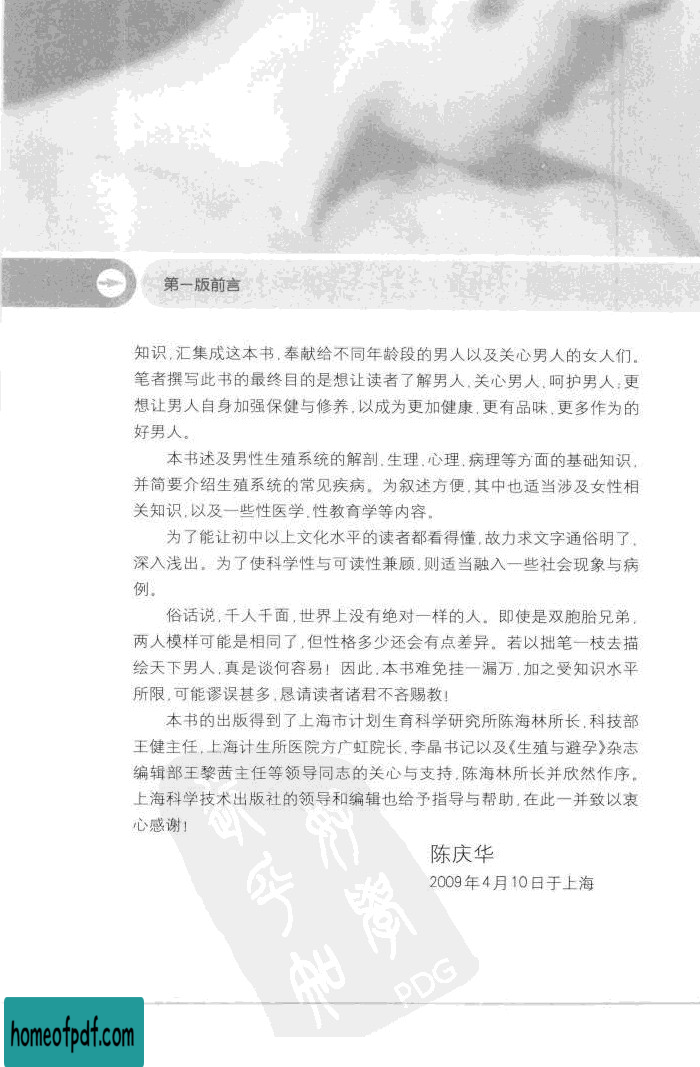 第一版前言
知识,汇集成这本书,奉献给不同年龄段的男人以及关心男人的女人们。
笔者撰写此书的最终目的是想让读者了解男人,关心男人,呵护男人;更
想让男人自身加强保健与修养,以成为更加健康,更有品味,更多作为的
好男人。
本书述及男性生殖系统的解剖,生理,心理,病理等方面的基础知识,
并简要介绍生殖系统的常见疾病。为叙述方便,其中也适当涉及女性相
关知识,以及一些性医学,性教育学等内容。
为了能让初中以上文化水平的读者都看得懂,故力求文字通俗明了,
深入浅出。为了使科学性与可读性兼顾,则适当融入一些社会现象与病
例。
俗话说,千人千面,世界上没有绝对一样的人。即使是双胞胎兄弟,
两人模样可能是相同了,但性格多少还会有点差异。若以拙笔一枝去描
绘天下男人,真是谈何容易!因此,本书难免挂一漏万,加之受知识水平
所限,可能谬误甚多,恳请读者诸君不吝赐教!
本书的出版得到了上海市计划生育科学研究所陈海林所长,科技部
王健主任,上海计生所医院方广虹院长,李晶书记以及《生殖与避孕》杂志
编辑部王黎茜主任等领导同志的关心与支持,陈海林所长并欣然作序。
上海科学技术出版社的领导和编辑也给予指导与帮助,在此一并致以衷
心感谢!
陈庆华
2009年4月10日于上海
PDG
homeofpdf.com